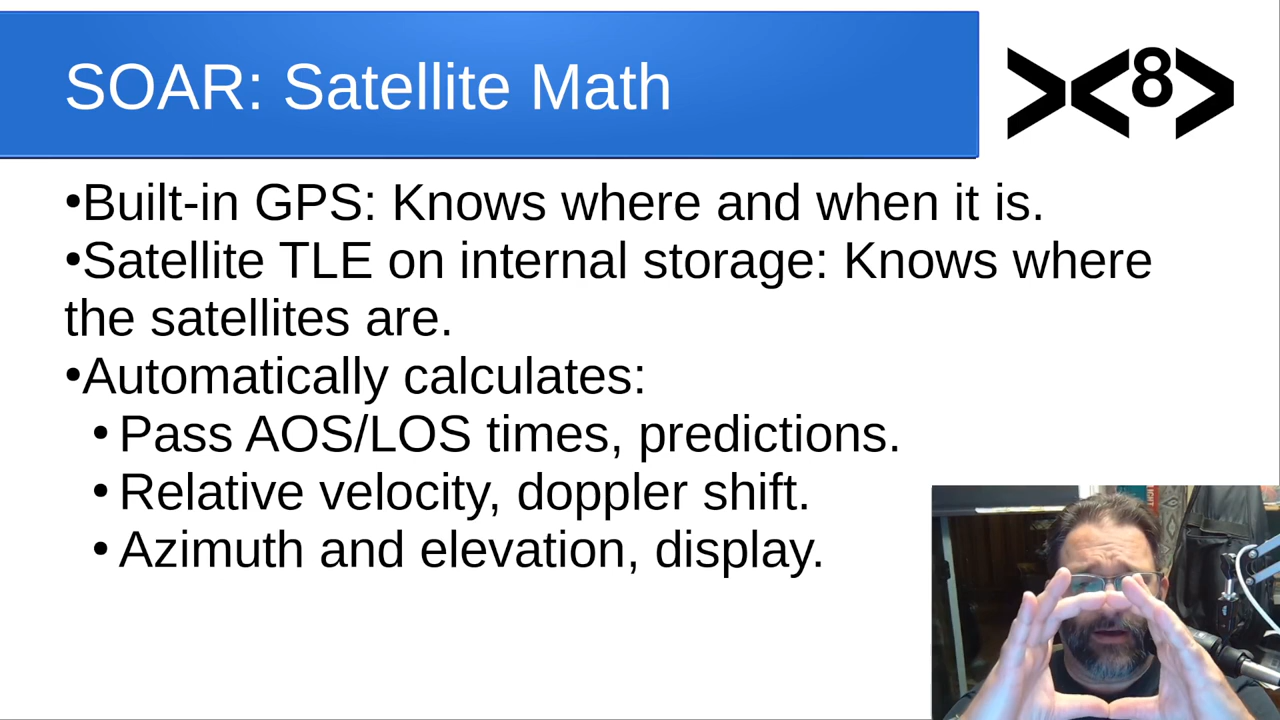 SOAR: Satellite Math
><8>
•Built-in GPS: Knows where and when it is.
•Satellite TLE on internal storage: Knows where
the satellites are.
•Automatically calculates:
• Pass AOS/LOS times, predictions.
• Relative velocity, doppler shift.
• Azimuth and elevation, display.